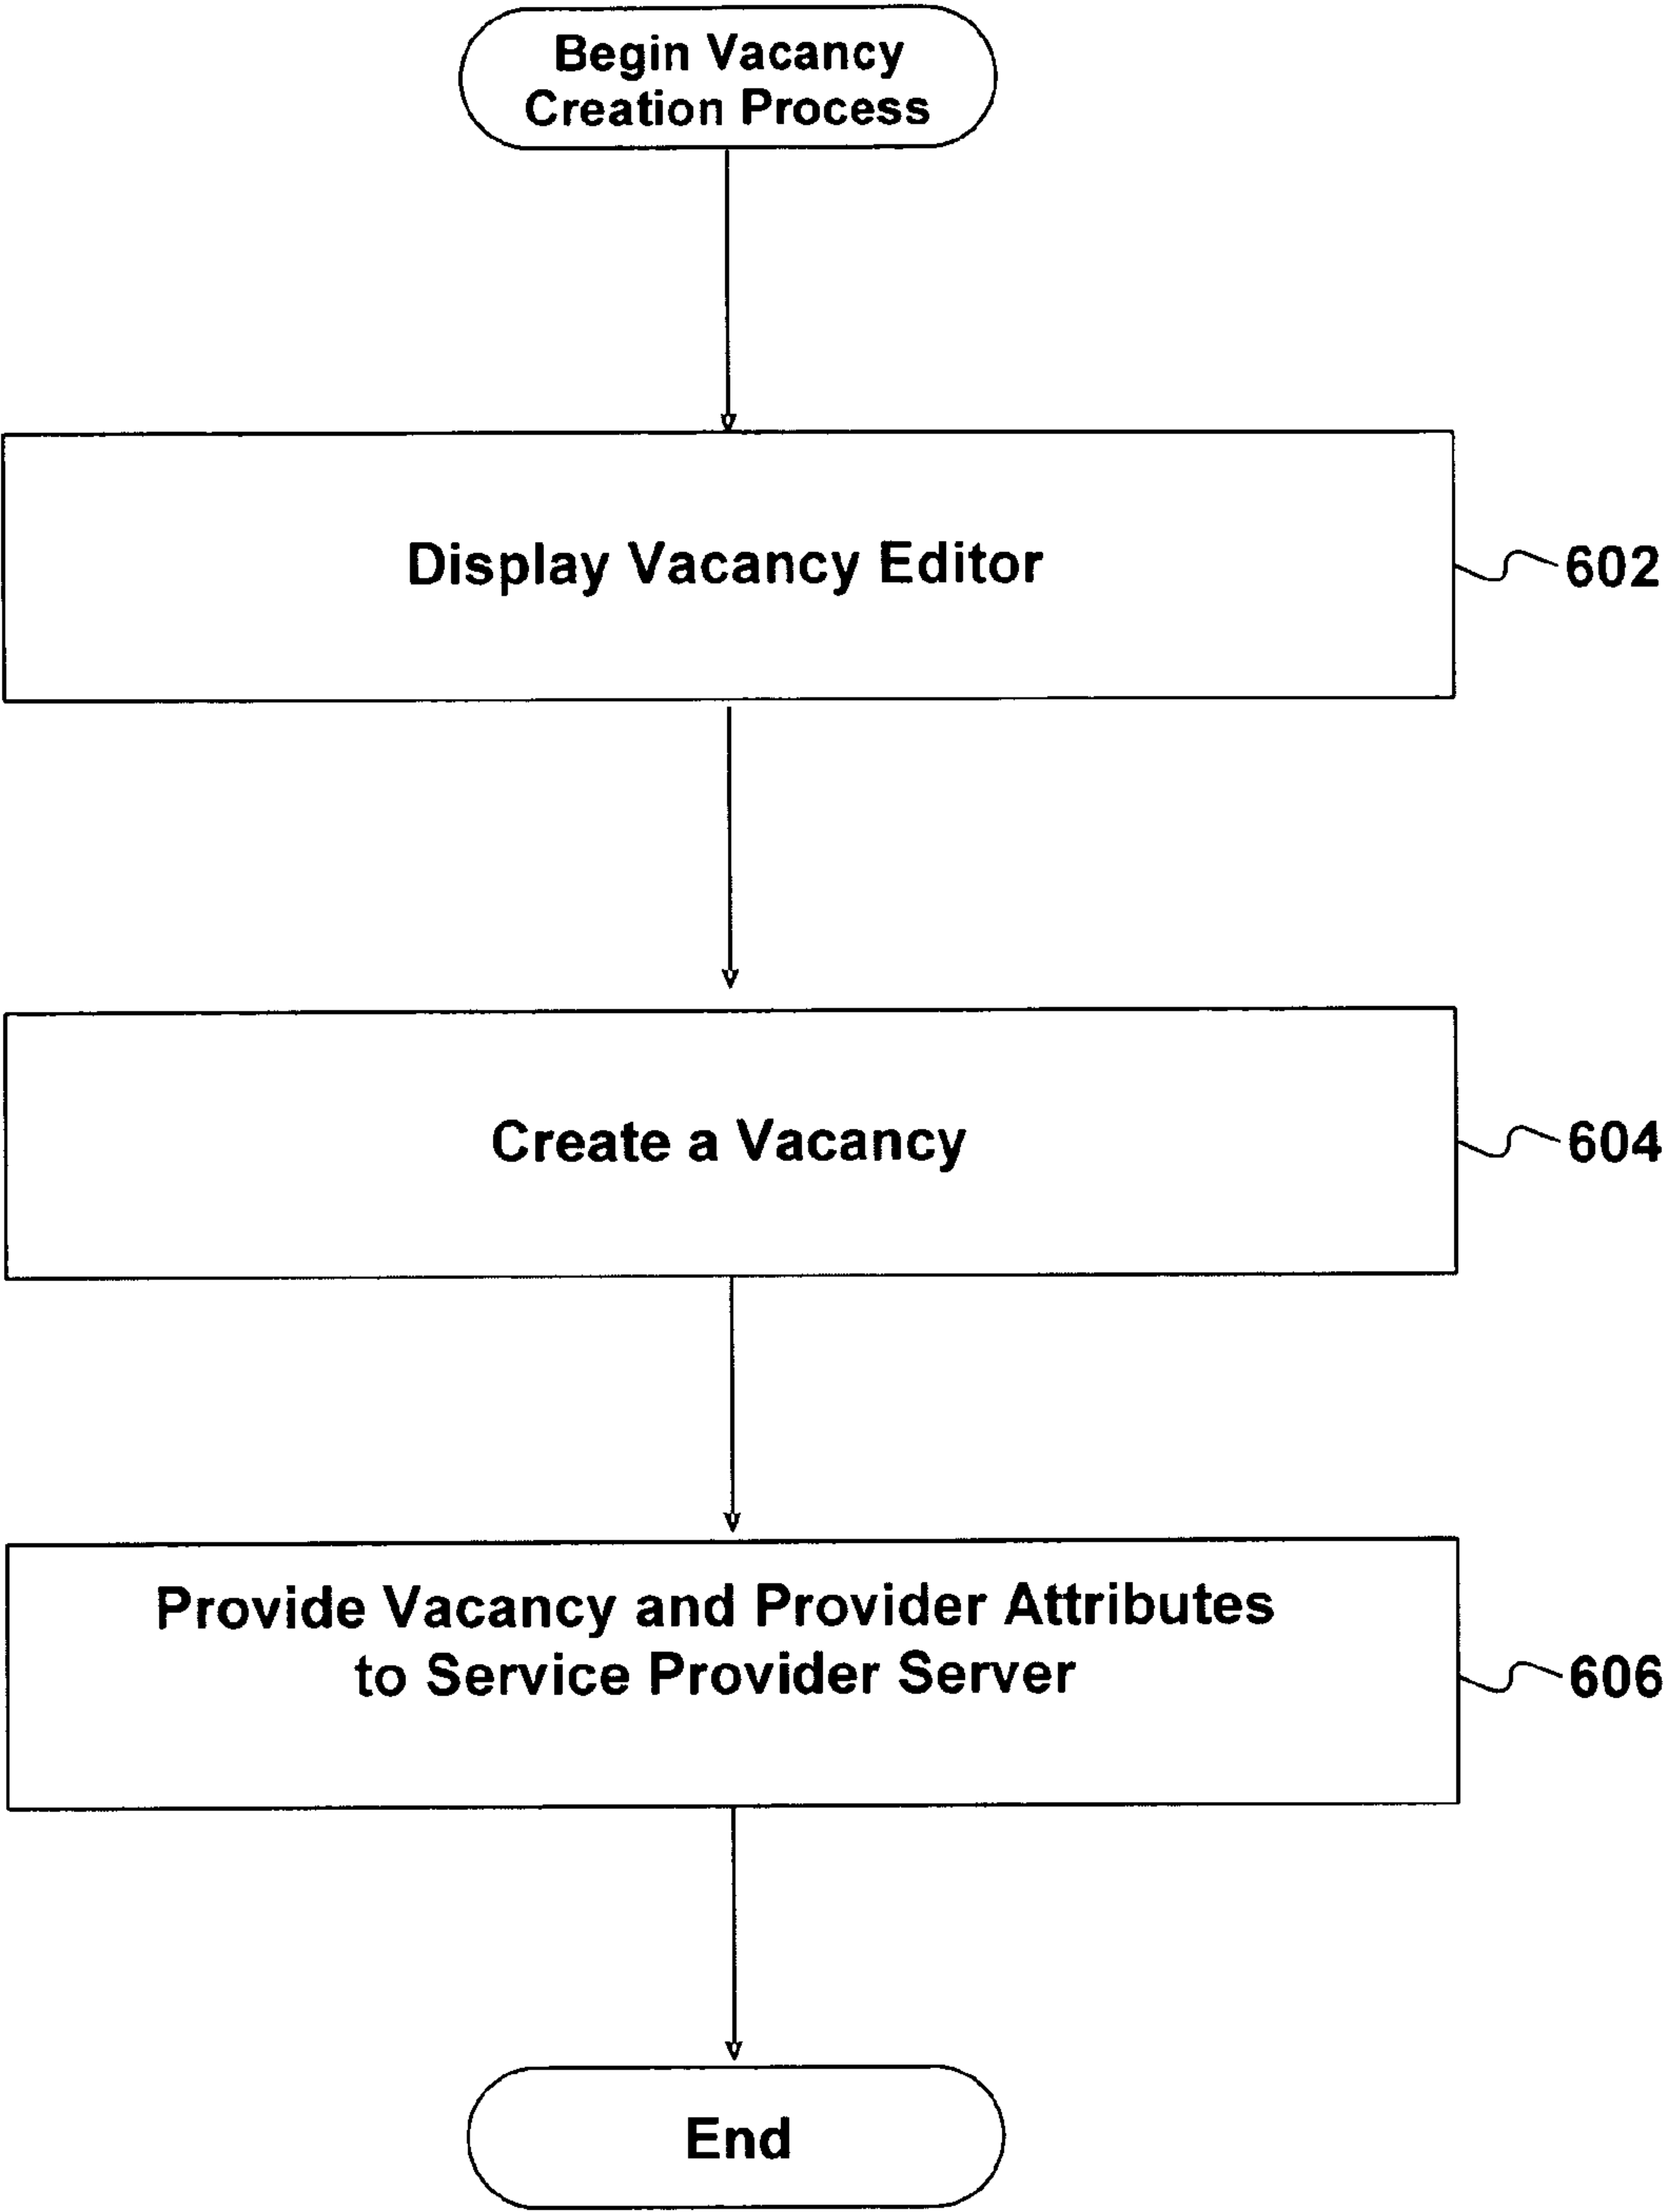 Begin Vacancy
Creation Process
Display Vacancy Editor
602
Create a Vacancy
604
Provide Vacancy and Provider Attributes
to Service Provider Server
606
End